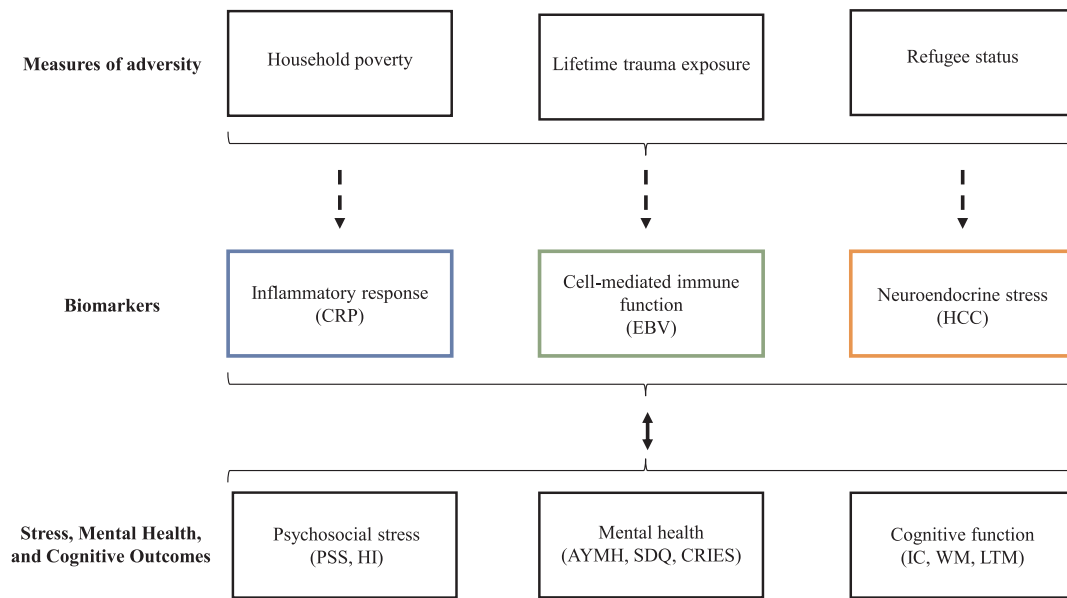 Measures of adversity
Household poverty
Lifetime trauma exposure
Refugee status
Biomarkers
Inflammatory response
(CRP)
Cell-mediated immune
function
(EBV)
Neuroendocrine stress
(HCC)
Stress, Mental Health,
and Cognitive Outcomes
Psychosocial stress
(PSS, HI)
Mental health
(AYMH, SDQ, CRIES)
Cognitive function
(IC, WM, LTM)